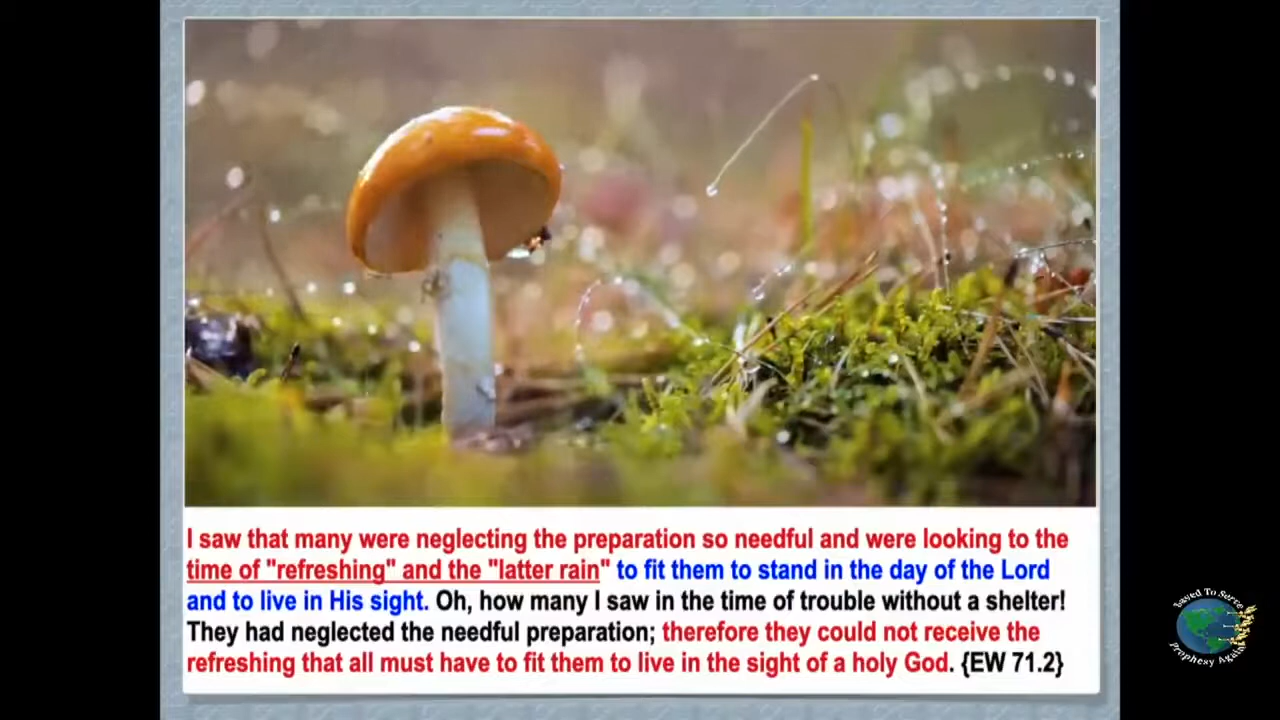 I saw that many were neglecting the preparation so needful and were looking to the
time of "refreshing" and the "latter rain" to fit them to stand in the day of the Lord
and to live in His sight. Oh, how many I saw in the time of trouble without a shelter!
They had neglected the needful preparation; therefore they could not receive the
refreshing that all must have to fit them to live in the sight of a holy God. {EW 71.2}
To Serve
Prophesy Again